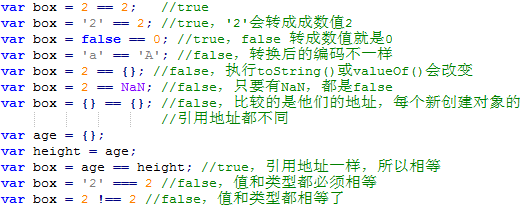 var box = 2 == 2;   //true
var box = '2' == 2; //true，'2'会转成成数值2
var box = false == 0; //true，false 转成数值就是0
var box = 'a' == 'A'; //false，转换后的编码不一样
var box = 2 == {}; //false，执行toString()或valueOf()会改变
var box = 2 == NaN; //false，只要有NaN，都是false
var box = {} == {}; //false，比较的是他们的地址，每个新创建对象的
//引用地址都不同
var age = {};
var height = age;
var box = age == height; //true，引用地址一样，所以相等
var box = '2' === 2 //false，值和类型都必须相等
var box = 2 !== 2 //false，值和类型都相等了